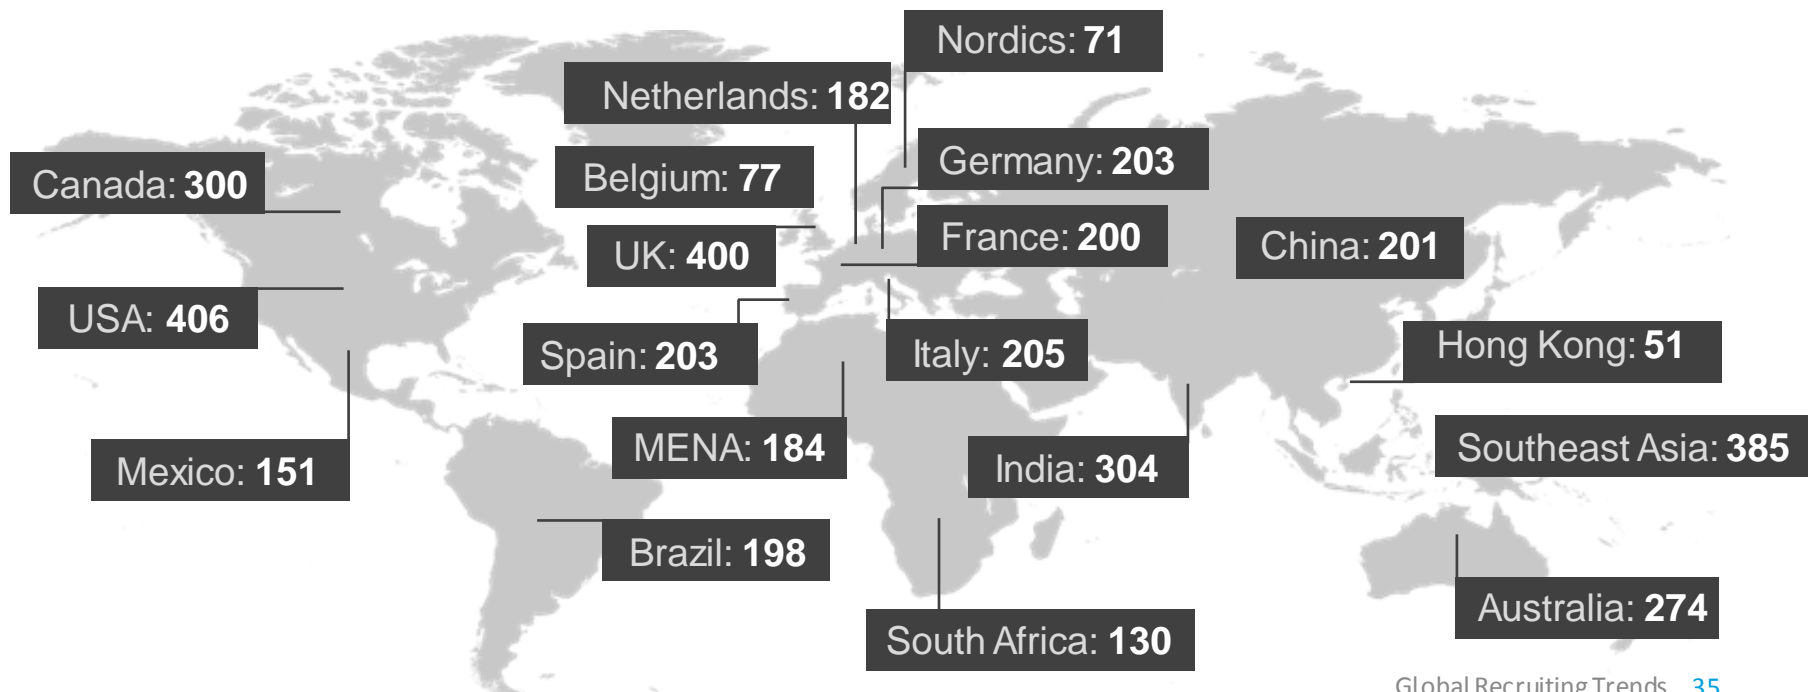 Nordics: 71
Netherlands: 182
Germany: 203
Canada: 300
Belgium: 77
France: 200
China: 201
UK: 400
USA: 406
Spain: 203
Italy: 205
Hong Kong: 51
Mexico: 151
MENA: 184
India: 304
Southeast Asia: 385
Brazil: 198
Australia: 274
South Africa: 130
Global Recruiting Trends 35